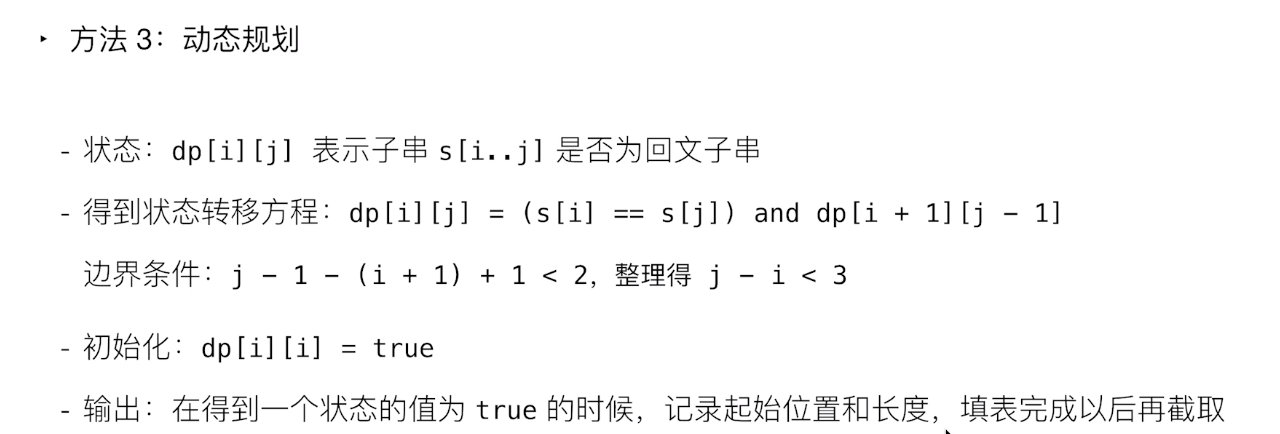 ‣ 方法 3：动态规划
- 状态：dp[i][j] 表示子串 s[i..j] 是否为回文子串
- 得到状态转移方程：dp[i][j] = (s[i] == s[j]) and dp[i + 1][j − 1]
边界条件：j − 1 − (i + 1) + 1 < 2，整理得 j − i < 3
- 初始化：dp[i][i] = true
- 输出：在得到一个状态的值为 true 的时候，记录起始位置和长度，填表完成以后再截取